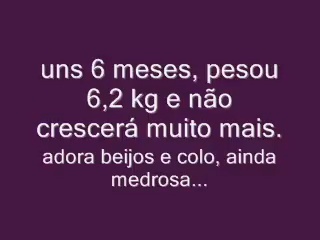 uns 6 meses, pesou
6,2 kg e não
crescerá muito mais.
adora beijos e colo, ainda
medrosa...